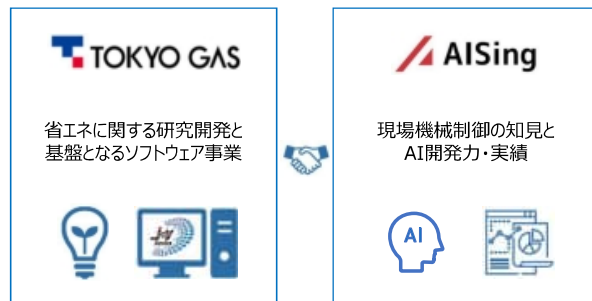 TOKYO GAS
省エネに関する研究開発と
基盤となるソフトウェア事業
AISing
現場機械制御の知見と
AI開発力・実績
AI